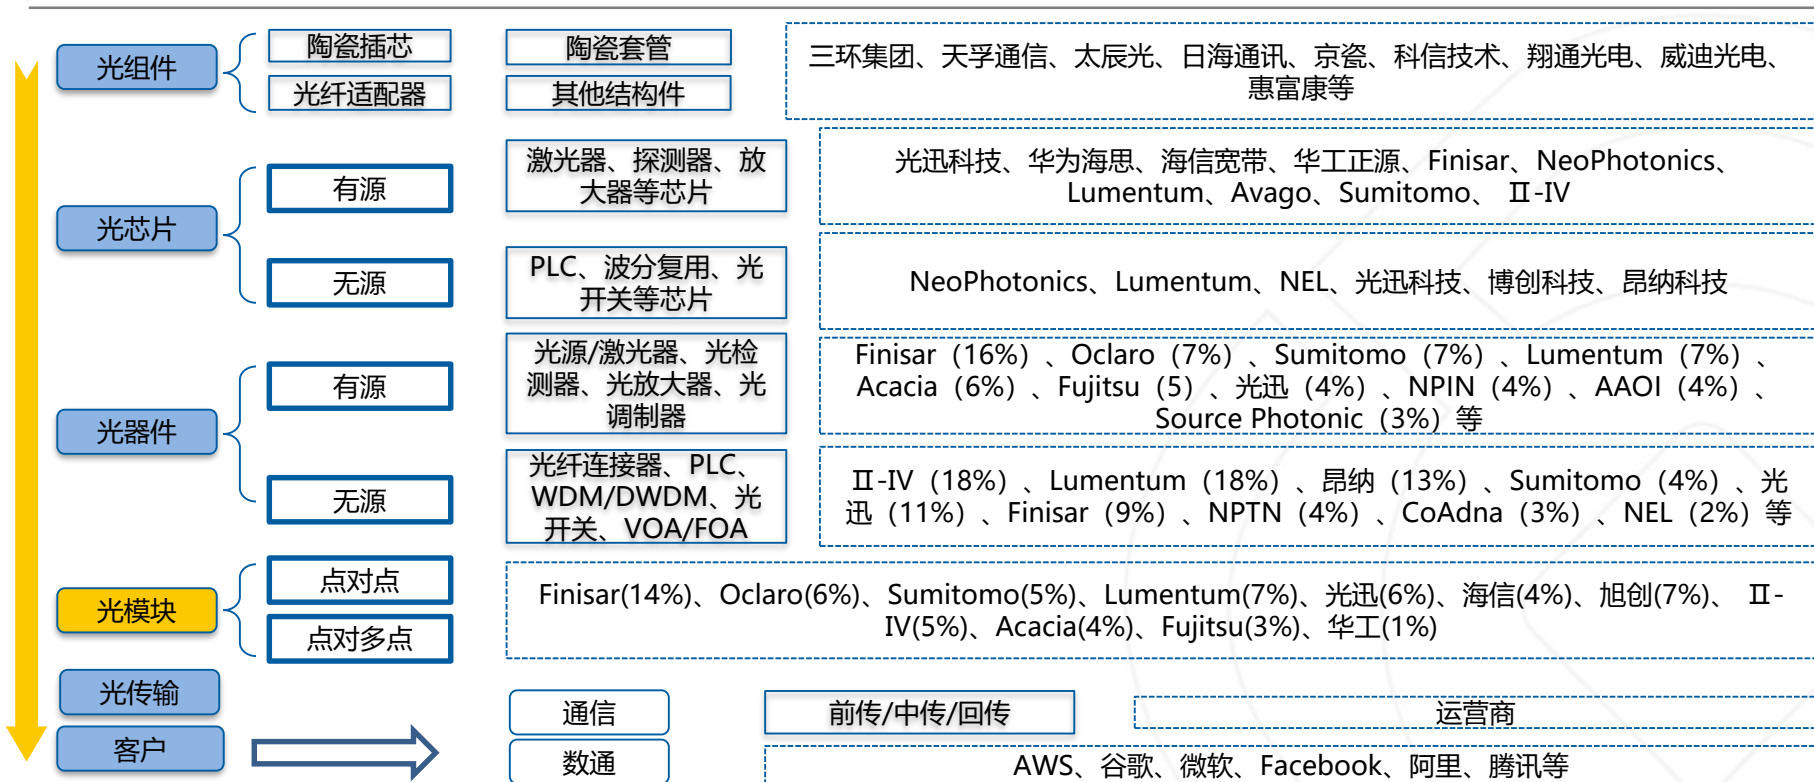 光组件
陶瓷插芯
陶瓷套管
光纤适配器
其他结构件
三环集团、天孚通信、太辰光、日海通讯、京瓷、科信技术、翔通光电、威迪光电、
惠富康等
光芯片
有源
激光器、探测器、放
大器等芯片
光迅科技、华为海思、海信宽带、华工正源、Finisar、NeoPhotonics、
Lumentum、Avago、Sumitomo、 Ⅱ-IV
无源
PLC、波分复用、光
开关等芯片
NeoPhotonics、Lumentum、NEL、光迅科技、博创科技、昂纳科技
光器件
有源
光源/激光器、光检
测器、光放大器、光
调制器
Finisar（16%）、Oclaro（7%）、Sumitomo（7%）、Lumentum（7%）、
Acacia（6%）、Fujitsu（5）、光迅（4%）、NPIN（4%）、AAOI（4%）、
Source Photonic（3%）等
无源
光纤连接器、PLC、
WDM/DWDM、光
开关、VOA/FOA
Ⅱ-IV（18%）、Lumentum（18%）、昂纳（13%）、Sumitomo（4%）、光
迅（11%）、Finisar（9%）、NPTN（4%）、CoAdna（3%）、NEL（2%）等
光模块
点对点
点对多点
Finisar(14%)、Oclaro(6%)、Sumitomo(5%)、Lumentum(7%)、光迅(6%)、海信(4%)、旭创(7%)、 Ⅱ-
IV(5%)、Acacia(4%)、Fujitsu(3%)、华工(1%)
光传输
客户
通信
前传/中传/回传
运营商
数通
AWS、谷歌、微软、Facebook、阿里、腾讯等